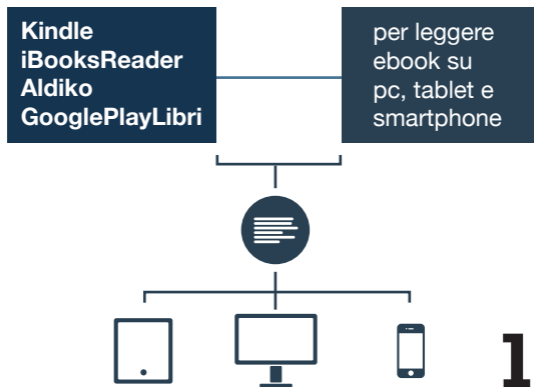 Kindle
iBooksReader
Aldiko
GooglePlayLibri
per leggere
ebook su
pc, tablet e
smartphone
1